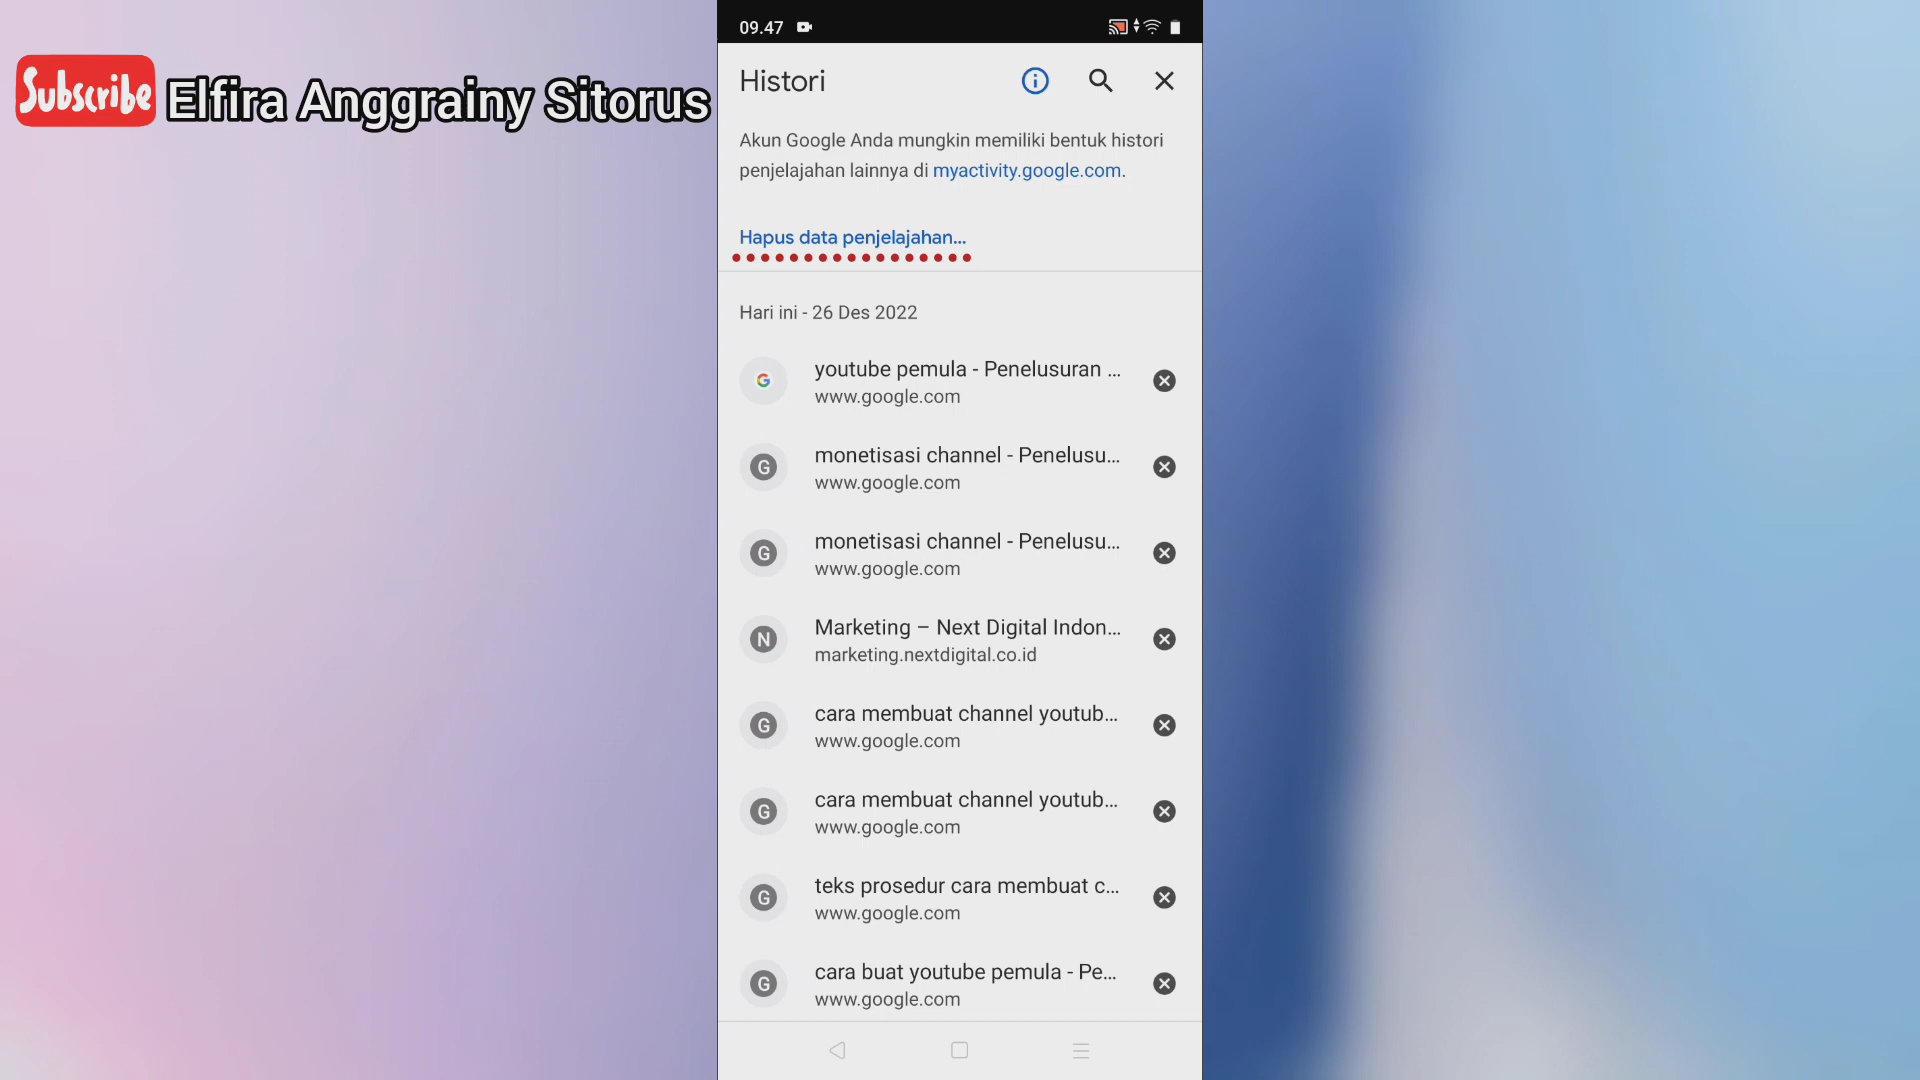 Subscribe
Elfira Anggrainy Sitorus
09.47
Histori
Akun Google Anda mungkin memiliki bentuk histori
penjelajahan lainnya di myactivity.google.com.
Hapus data penjelajahan...
Hari ini - 26 Des 2022
youtube pemula - Penelusuran ...
www.google.com
G
monetisasi channel - Penelusu...
www.google.com
G
monetisasi channel - Penelusu...
www.google.com
N
Marketing – Next Digital Indon...
marketing.nextdigital.co.id
G
cara membuat channel youtub...
www.google.com
G
cara membuat channel youtub...
www.google.com
G
teks prosedur cara membuat c...
www.google.com
G
cara buat youtube pemula - Pe...
www.google.com